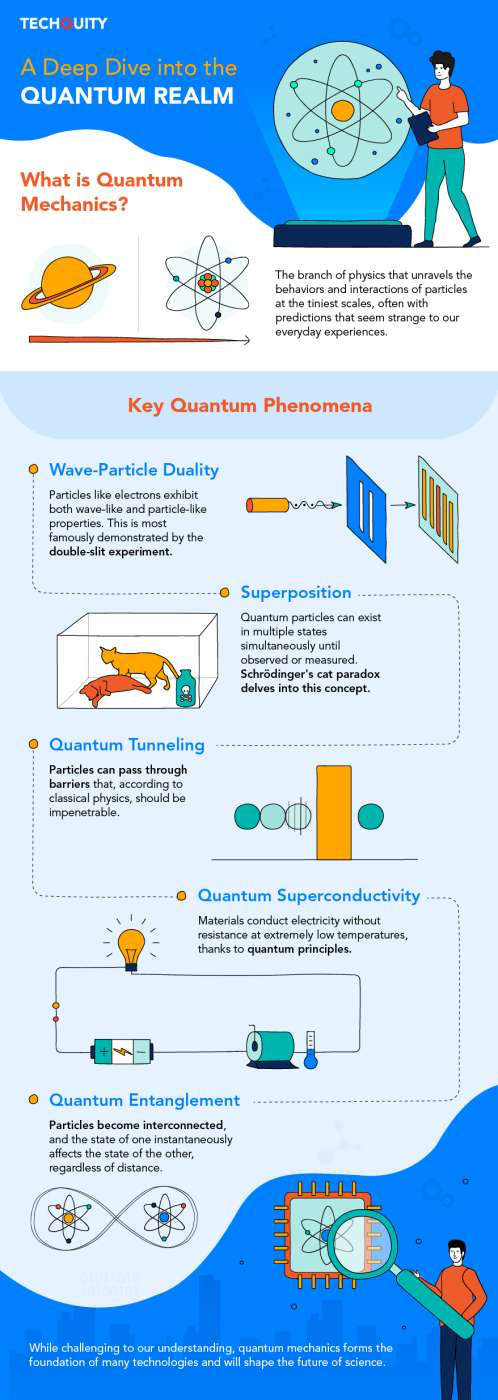 TECHQUITY
A Deep Dive into the
QUANTUM REALM
What is Quantum
Mechanics?
The branch of physics that unravels the
behaviors and interactions of particles
at the tiniest scales, often with
predictions that seem strange to our
everyday experiences.
Key Quantum Phenomena
Wave-Particle Duality
Particles like electrons exhibit
both wave-like and particle-like
properties. This is most
famously demonstrated by the
double-slit experiment.
Superposition
Quantum particles can exist
in multiple states
simultaneously until
observed or measured.
Schrödinger's cat paradox
delves into this concept.
Quantum Tunneling
Particles can pass through
barriers that, according to
classical physics, should be
impenetrable.
Quantum Superconductivity
Materials conduct electricity without
resistance at extremely low temperatures,
thanks to quantum principles.
+ −
Quantum Entanglement
Particles become interconnected,
and the state of one instantaneously
affects the state of the other,
regardless of distance.
While challenging to our understanding, quantum mechanics forms the
foundation of many technologies and will shape the future of science.